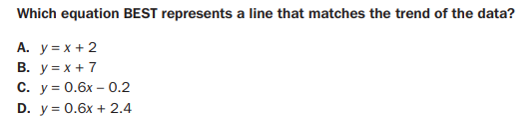 Which equation BEST represents a line that matches the trend of the data?
A. y = x + 2
B. y = x + 7
C. y = 0.6x – 0.2
D. y = 0.6x + 2.4